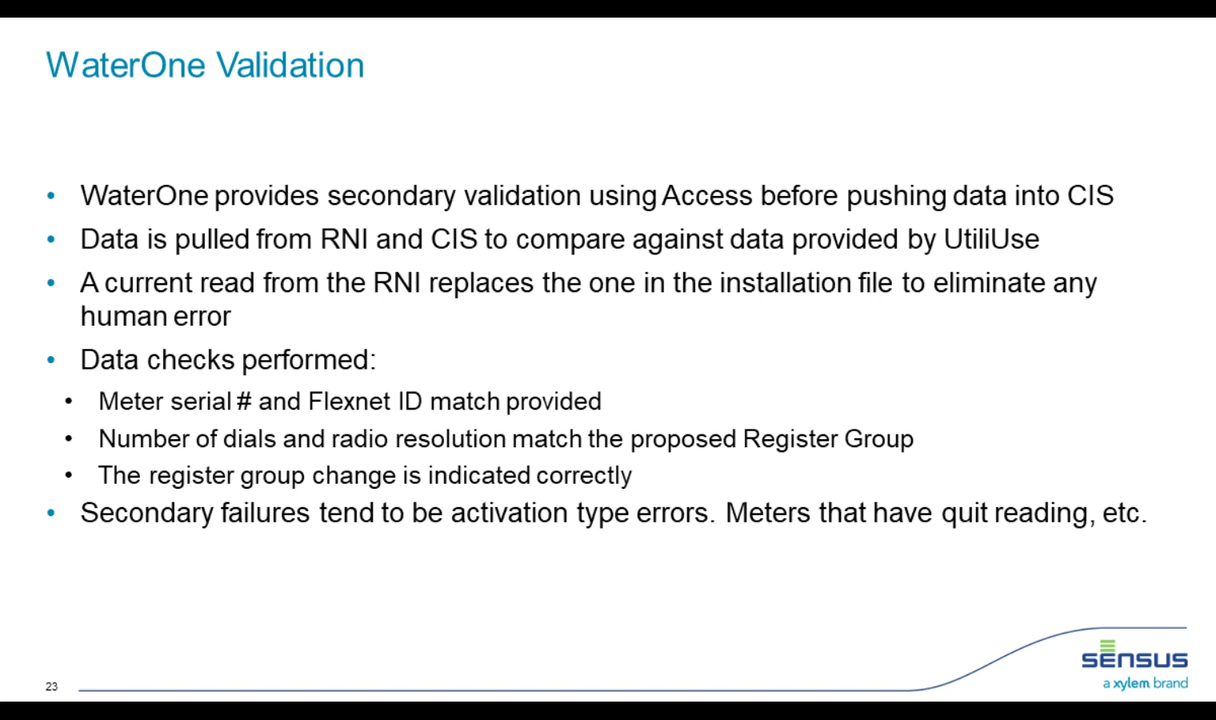 WaterOne Validation
• WaterOne provides secondary validation using Access before pushing data into CIS
• Data is pulled from RNI and CIS to compare against data provided by UtiliUse
• A current read from the RNI replaces the one in the installation file to eliminate any
human error
• Data checks performed:
• Meter serial # and Flexnet ID match provided
• Number of dials and radio resolution match the proposed Register Group
• The register group change is indicated correctly
• Secondary failures tend to be activation type errors. Meters that have quit reading, etc.
sensus
a xylem brand
23